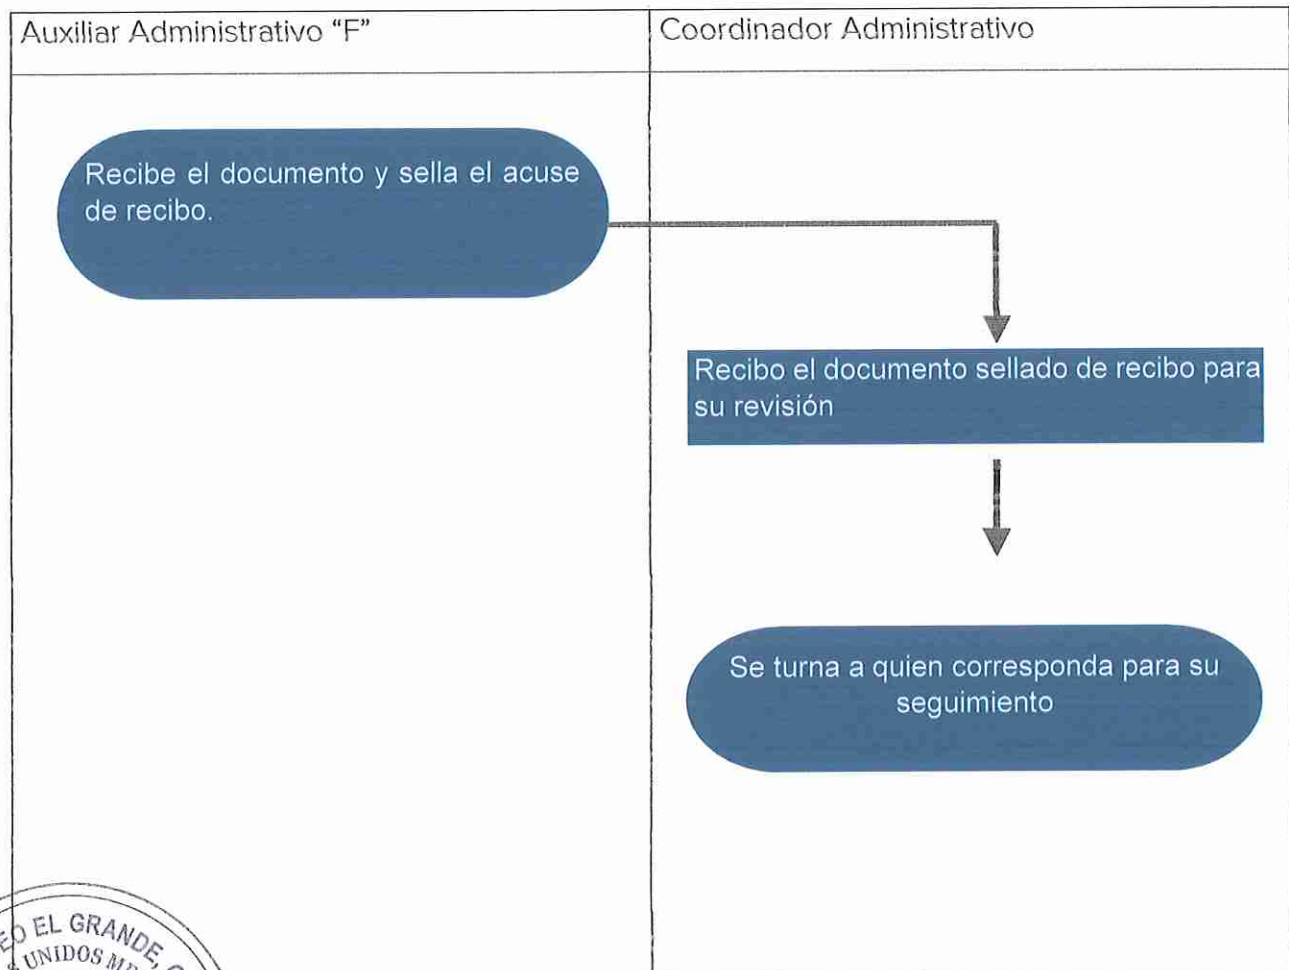 Auxiliar Administrativo “F”
Coordinador Administrativo
Recibe el documento y sella el acuse
de recibo.
Recibo el documento sellado de recibo para
su revisión
Se turna a quien corresponda para su
seguimiento
EL GRANDE,
UNIDOS